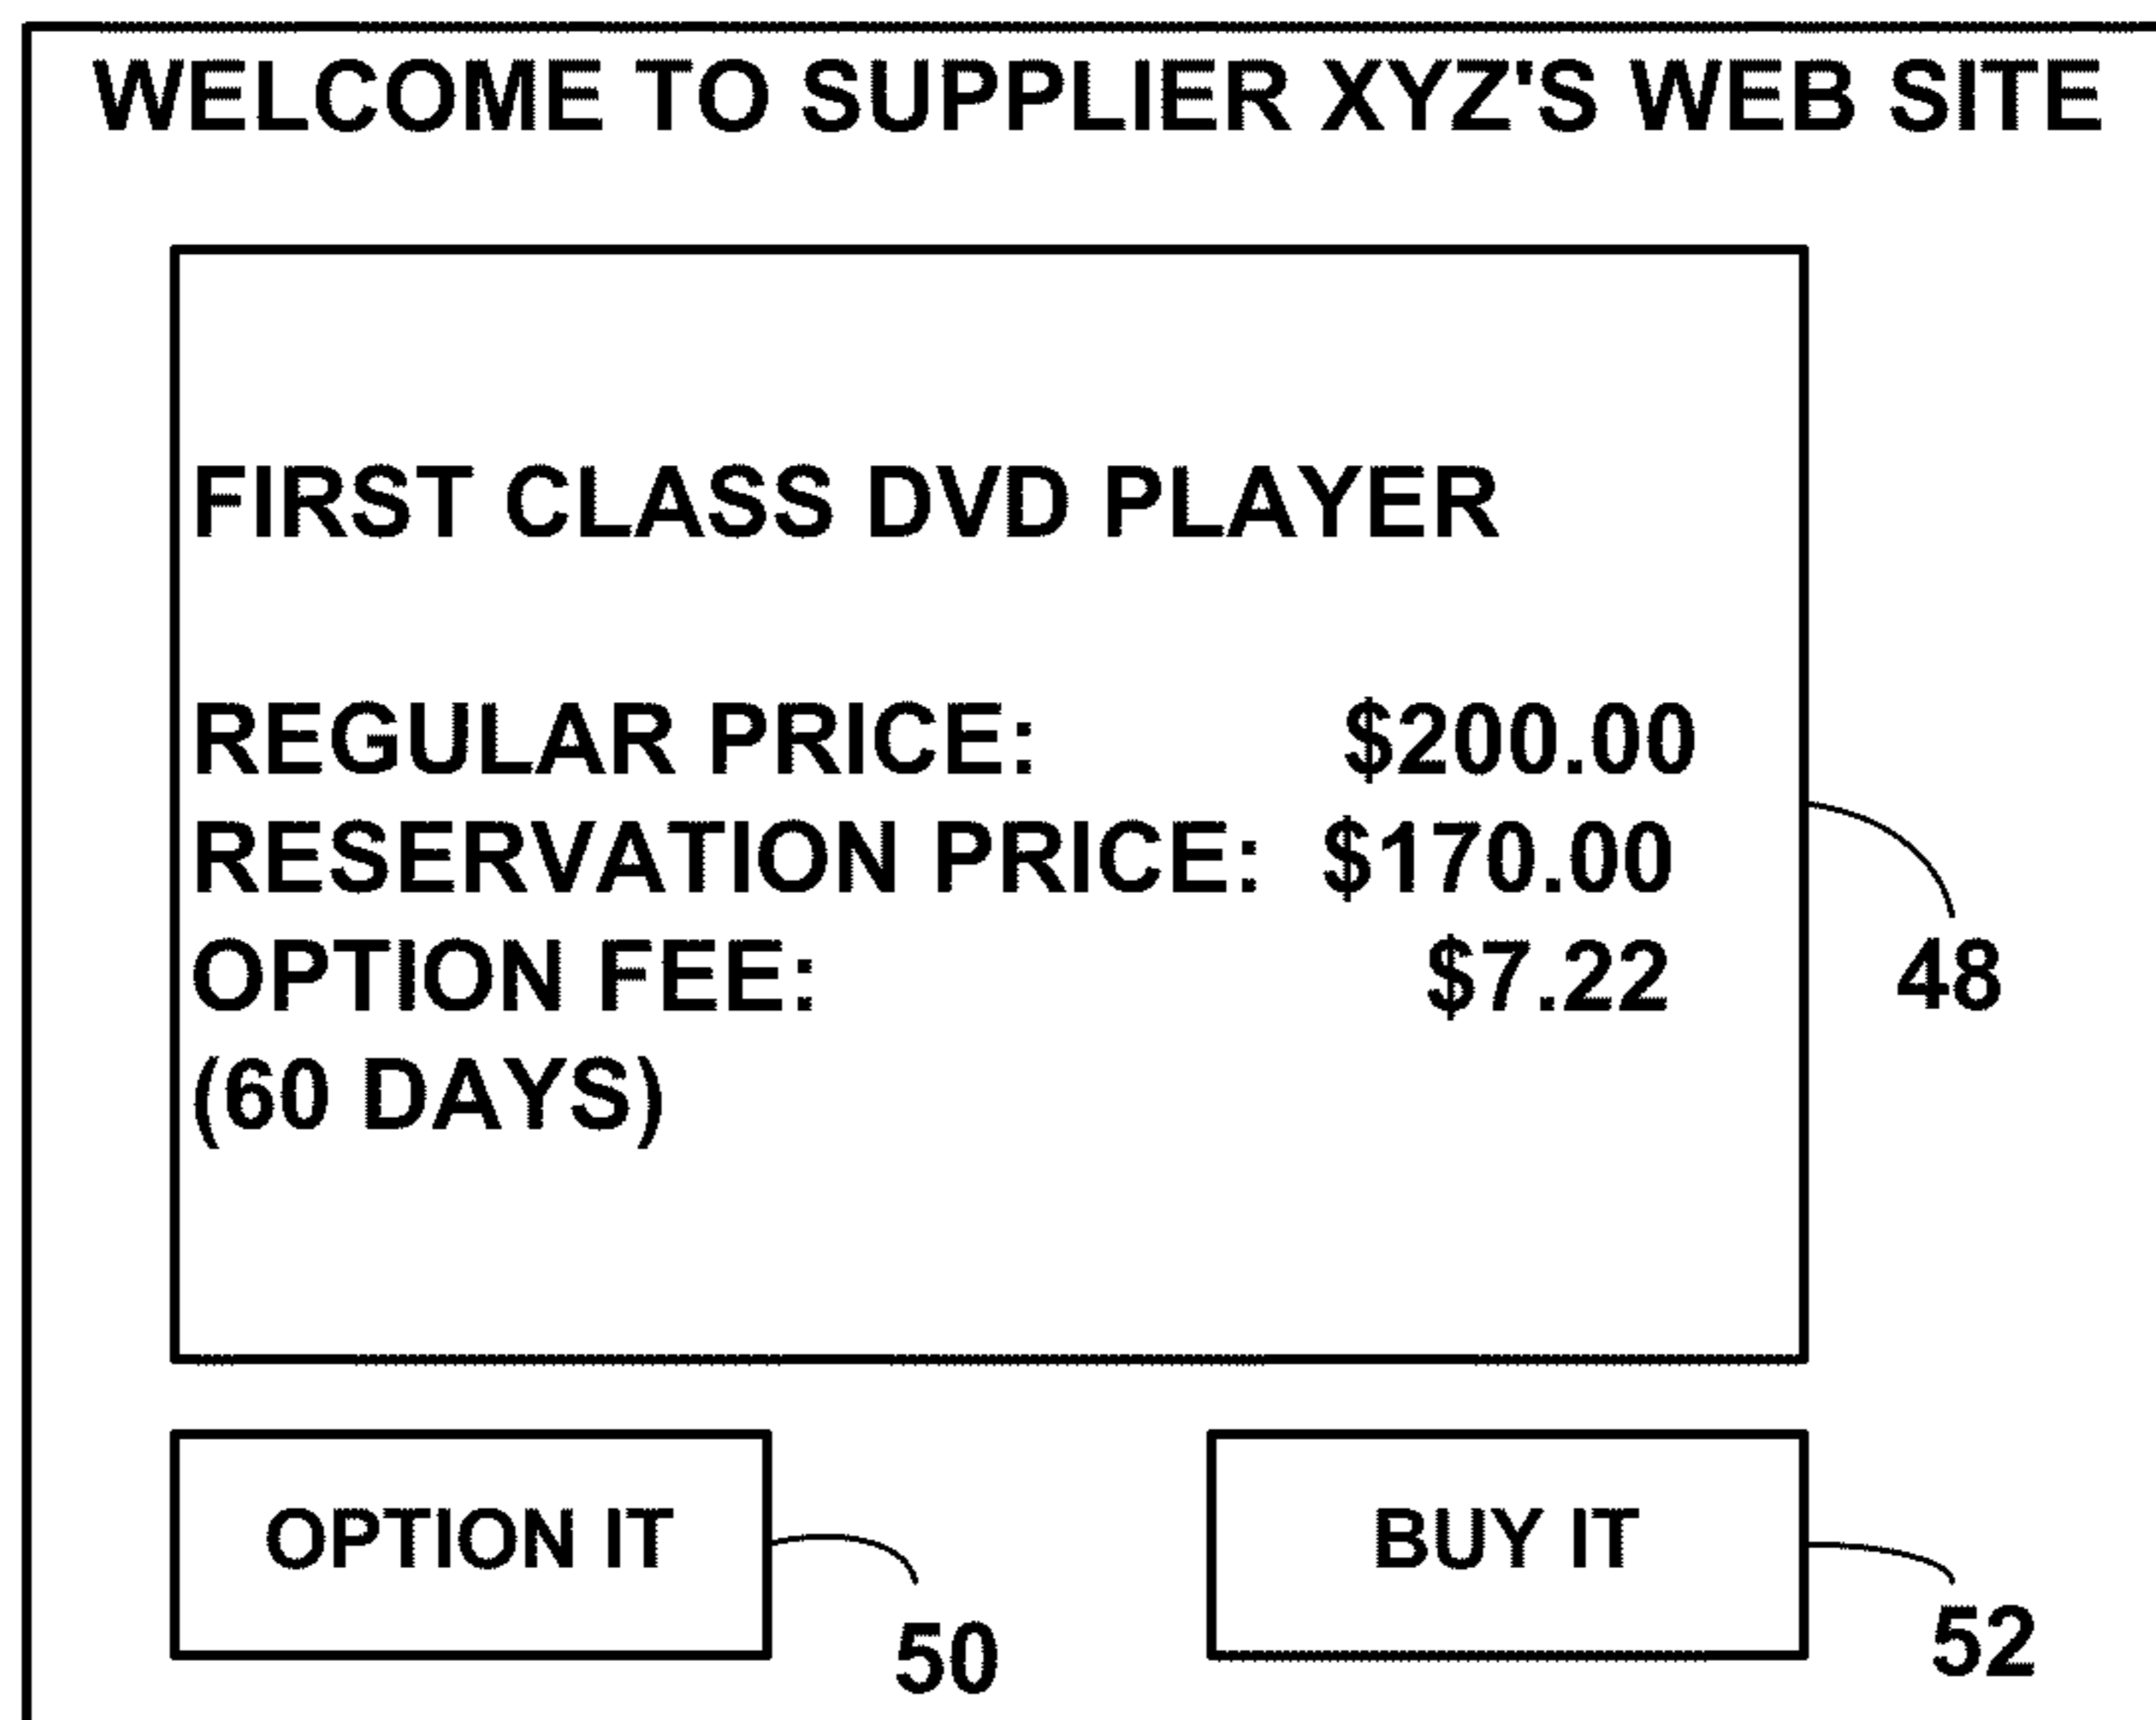 WELCOME TO SUPPLIER XYZ'S WEB SITE
FIRST CLASS DVD PLAYER
REGULAR PRICE: $200.00
RESERVATION PRICE: $170.00
OPTION FEE: $7.22
(60 DAYS)
48
OPTION IT
50
BUY IT
52